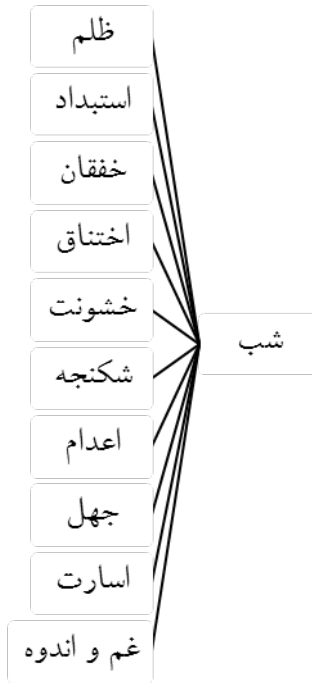 شب
ظلم
استبداد
خفقان
اختناق
خشونت
شکنجه
اعدام
جهل
اسارت
غم و اندوه